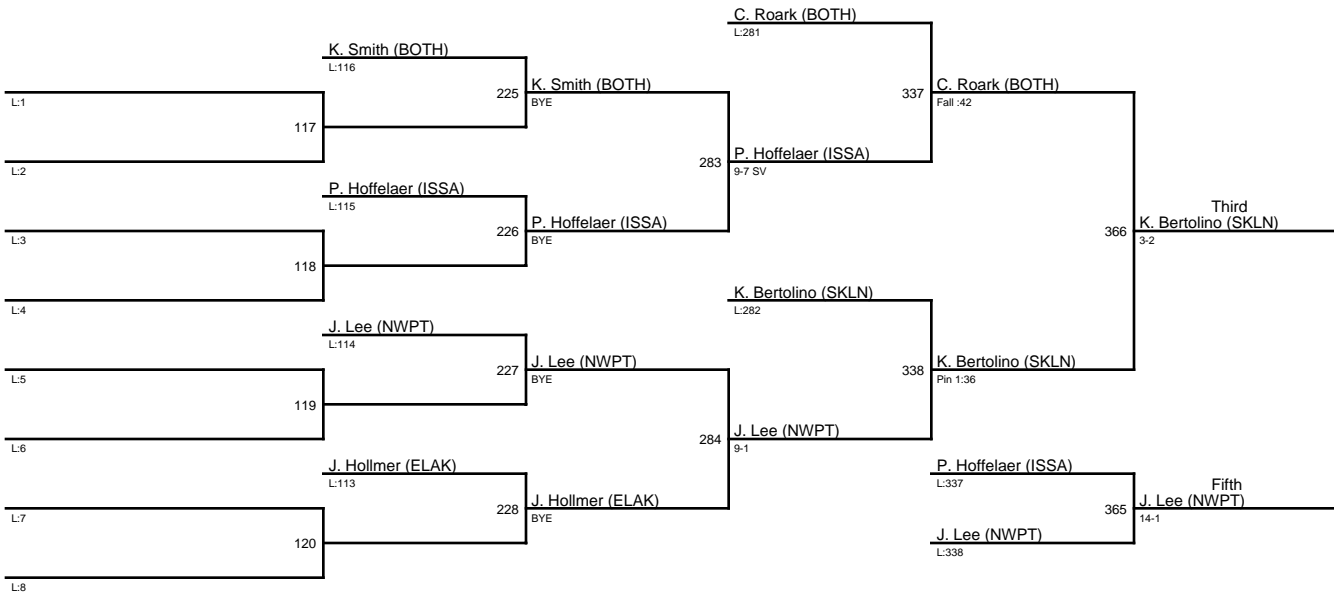 C. Roark (BOTH)
L:281
K. Smith (BOTH)
L:116
225
K. Smith (BOTH)
BYE
337
C. Roark (BOTH)
Fall :42
L:1
117
283
P. Hoffelaer (ISSA)
9-7 SV
L:2
P. Hoffelaer (ISSA)
L:115
Third
226
P. Hoffelaer (ISSA)
BYE
366
K. Bertolino (SKLN)
3-2
L:3
118
L:4
K. Bertolino (SKLN)
L:282
J. Lee (NWPT)
L:114
227
J. Lee (NWPT)
BYE
338
K. Bertolino (SKLN)
Pin 1:36
L:5
119
284
J. Lee (NWPT)
9-1
L:6
J. Hollmer (ELAK)
L:113
P. Hoffelaer (ISSA)
L:337
Fifth
228
J. Hollmer (ELAK)
BYE
365
J. Lee (NWPT)
14-1
L:7
120
J. Lee (NWPT)
L:338
L:8